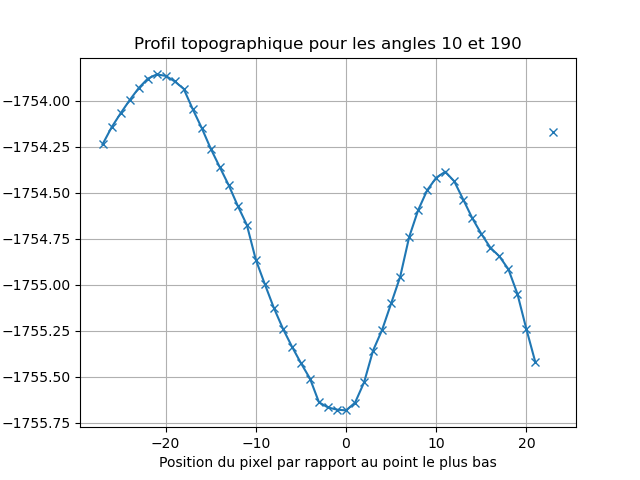 Profil topographique pour les angles 10 et 190
−1754.00
−1754.25
−1754.50
−1754.75
−1755.00
−1755.25
−1755.50
−1755.75
−20 −10 0 10 20
Position du pixel par rapport au point le plus bas